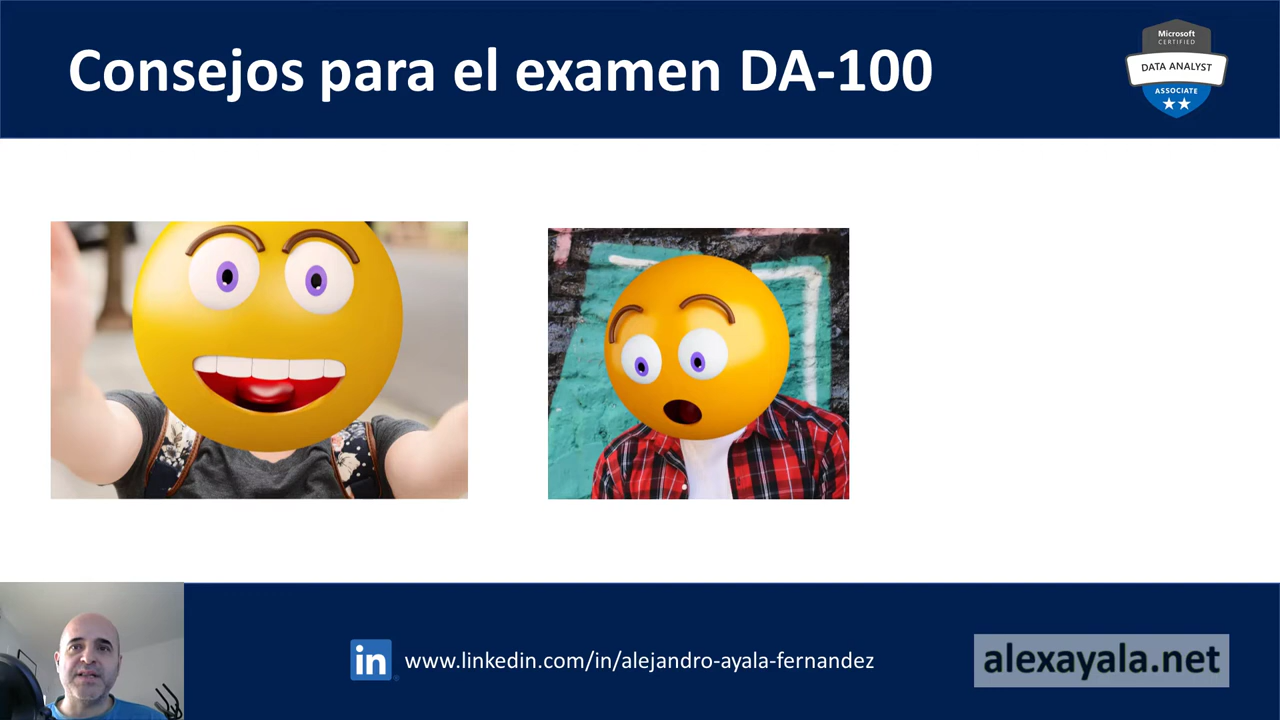 Consejos para el examen DA-100
Microsoft
CERTIFIED
DATA ANALYST
ASSOCIATE
in
www.linkedin.com/in/alejandro-ayala-fernandez
alexayala.net